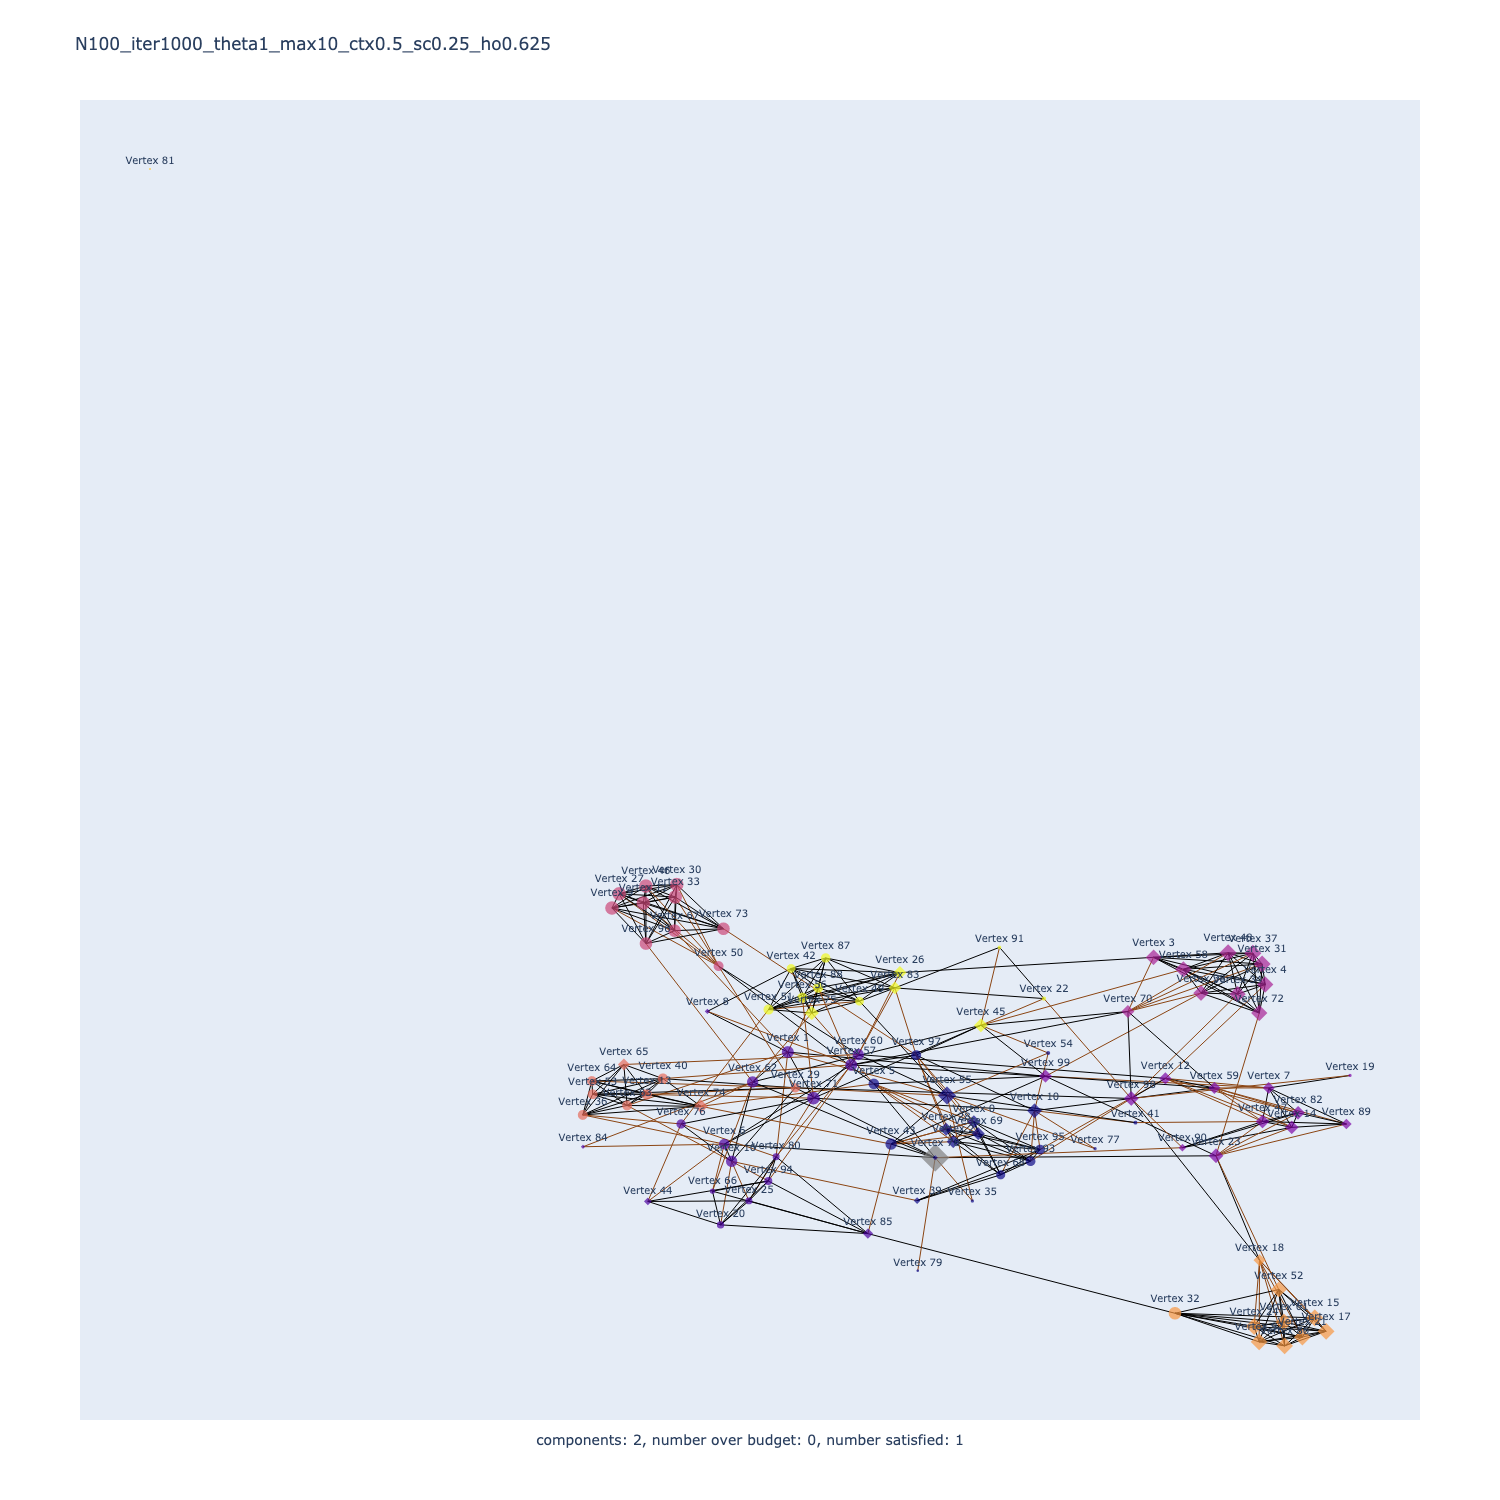 N100_iter1000_theta1_max10_ctx0.5_sc0.25_ho0.625
Vertex 81
Vertex 30
Vertex 27
Vertex 33
Vertex 73
Vertex 50
Vertex 87
Vertex 42
Vertex 91
Vertex 26
Vertex 83
Vertex 3
Vertex 37
Vertex 31
Vertex 58
Vertex 4
Vertex 72
Vertex 22
Vertex 8
Vertex 45
Vertex 70
Vertex 1
Vertex 60
Vertex 97
Vertex 57
Vertex 54
Vertex 65
Vertex 64
Vertex 40
Vertex 62
Vertex 29
Vertex 5
Vertex 99
Vertex 12
Vertex 59
Vertex 7
Vertex 19
Vertex 36
Vertex 74
Vertex 21
Vertex 55
Vertex 10
Vertex 98
Vertex 82
Vertex 76
Vertex 0
Vertex 69
Vertex 41
Vertex 14
Vertex 89
Vertex 84
Vertex 6
Vertex 80
Vertex 43
Vertex 95
Vertex 77
Vertex 90
Vertex 23
Vertex 16
Vertex 94
Vertex 44
Vertex 66
Vertex 25
Vertex 39
Vertex 35
Vertex 20
Vertex 85
Vertex 79
Vertex 18
Vertex 52
Vertex 32
Vertex 15
Vertex 17
components: 2, number over budget: 0, number satisfied: 1